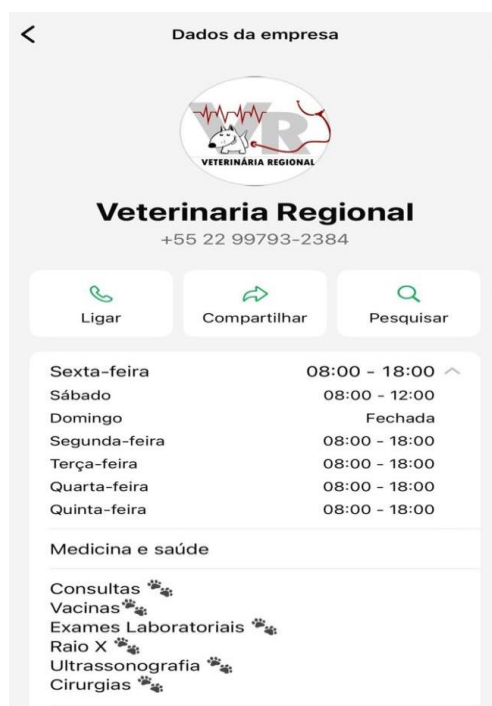 Dados da empresa
VR
VETERINÁRIA REGIONAL
Veterinaria Regional
+55 22 99793-2384
Ligar
Compartilhar
Pesquisar
Sexta-feira 08:00 - 18:00
Sábado 08:00 - 12:00
Domingo Fechada
Segunda-feira 08:00 - 18:00
Terça-feira 08:00 - 18:00
Quarta-feira 08:00 - 18:00
Quinta-feira 08:00 - 18:00
Medicina e saúde
Consultas 🐾
Vacinas🐾
Exames Laboratoriais 🐾
Raio X 🐾
Ultrassonografia 🐾
Cirurgias 🐾